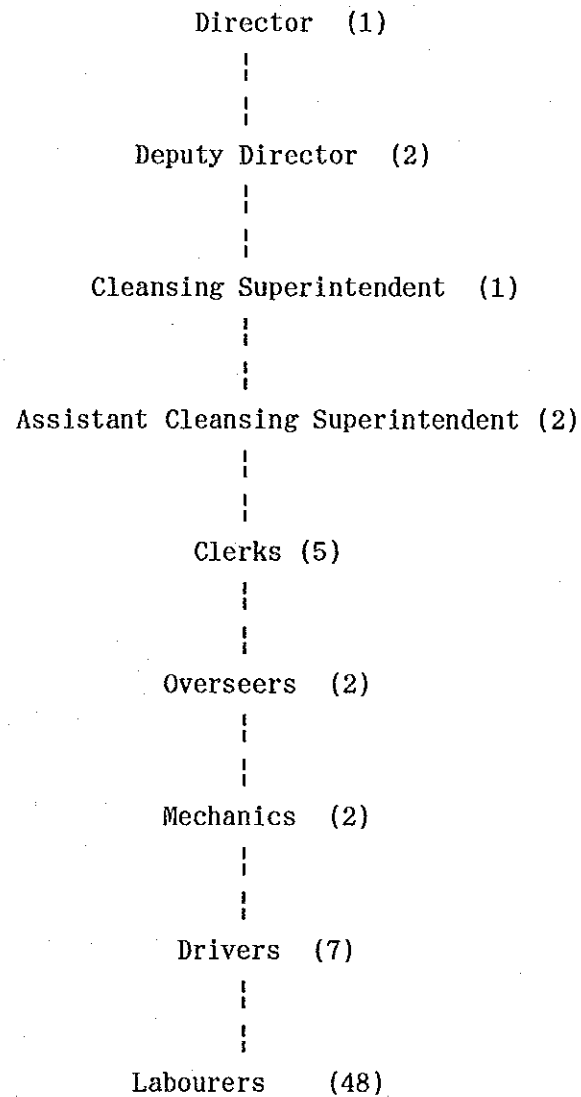 Director (1)
Deputy Director (2)
Cleansing Superintendent (1)
Assistant Cleansing Superintendent (2)
Clerks (5)
Overseers (2)
Mechanics (2)
Drivers (7)
Labourers (48)